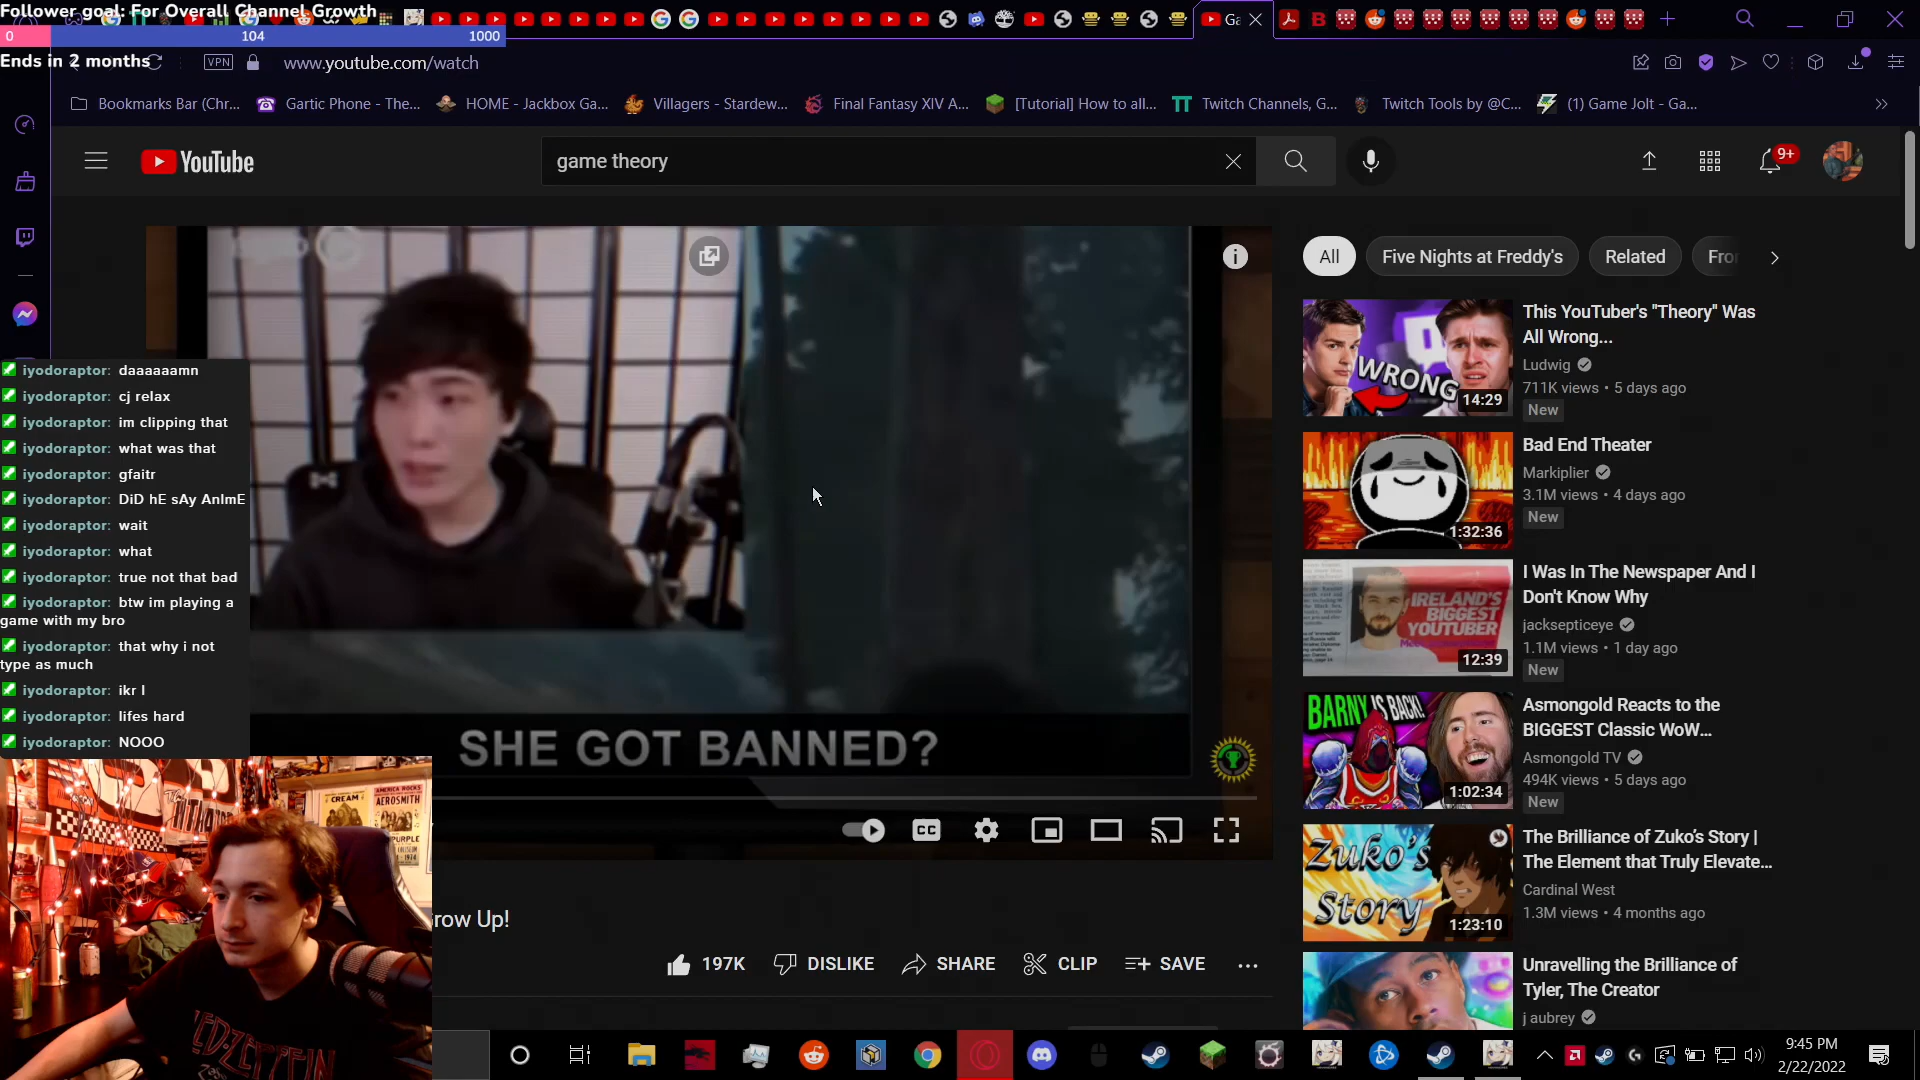 Follower goal: For Overall Channel Growth
0 104 1000
Ends in 2 months
VPN www.youtube.com/watch
Bookmarks Bar (Chr... Gartic Phone - The... HOME - Jackbox Ga... Villagers - Stardew... Final Fantasy XIV A... [Tutorial] How to all... Twitch Channels, G... Twitch Tools by @C... (1) Game Jolt - Ga...
YouTube
game theory
9+
All Five Nights at Freddy's Related Fro
This YouTuber's "Theory" Was
All Wrong...
Ludwig
711K views • 5 days ago
New
WRONG
14:29
Bad End Theater
Markiplier
3.1M views • 4 days ago
New
1:32:36
I Was In The Newspaper And I
Don't Know Why
jacksepticeye
1.1M views • 1 day ago
New
IRELAND'S
BIGGEST
YOUTUBER
12:39
Asmongold Reacts to the
BIGGEST Classic WoW...
Asmongold TV
494K views • 5 days ago
New
BARNY IS BACK!
1:02:34
The Brilliance of Zuko's Story |
The Element that Truly Elevate...
Cardinal West
1.3M views • 4 months ago
Zuko's
Story
1:23:10
Unravelling the Brilliance of
Tyler, The Creator
j aubrey
iyodoraptor: daaaaaamn
iyodoraptor: cj relax
iyodoraptor: im clipping that
iyodoraptor: what was that
iyodoraptor: gfaitr
iyodoraptor: DiD hE sAy AnImE
iyodoraptor: wait
iyodoraptor: what
iyodoraptor: true not that bad
iyodoraptor: btw im playing a
game with my bro
iyodoraptor: that why i not
type as much
iyodoraptor: ikr l
iyodoraptor: lifes hard
iyodoraptor: NOOO
SHE GOT BANNED?
CC
row Up!
197K DISLIKE SHARE CLIP SAVE
CREAM
AMERICA ROCKS
AEROSMITH
PURPLE
LED-ZEPPELIN
9:45 PM
2/22/2022